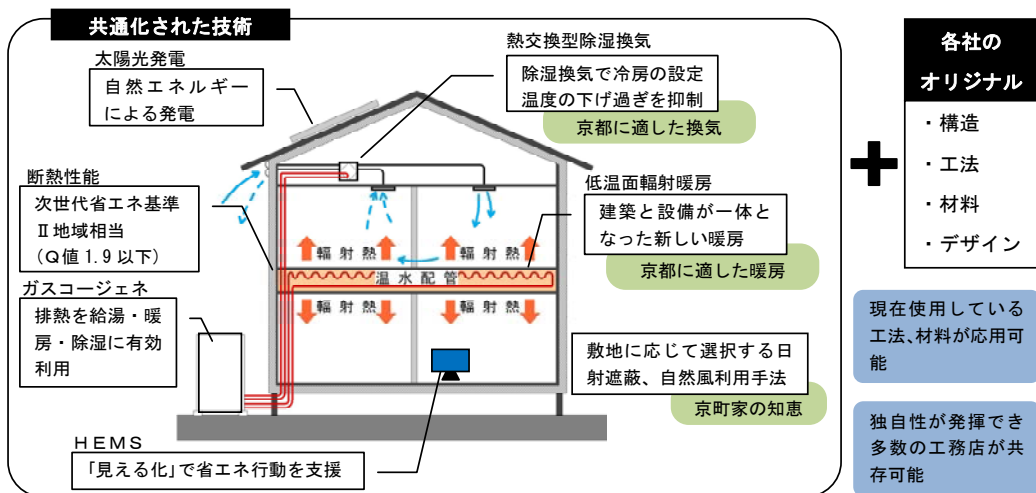 共通化された技術
太陽光発電
自然エネルギー
による発電
熱交換型除湿換気
除湿換気で冷房の設定
温度の下げ過ぎを抑制
京都に適した換気
断熱性能
次世代省エネ基準
Ⅱ地域相当
(Q値1.9以下)
低温面輻射暖房
建築と設備が一体と
なった新しい暖房
京都に適した暖房
輻射熱
輻射熱
温水配管
輻射熱
輻射熱
ガスコージェネ
排熱を給湯・暖
房・除湿に有効
利用
敷地に応じて選択する日
射遮蔽、自然風利用手法
京町家の知恵
HEMS
「見える化」で省エネ行動を支援
各社の
オリジナル
・構造
・工法
・材料
・デザイン
現在使用している
工法、材料が応用可
能
独自性が発揮でき
多数の工務店が共
存可能